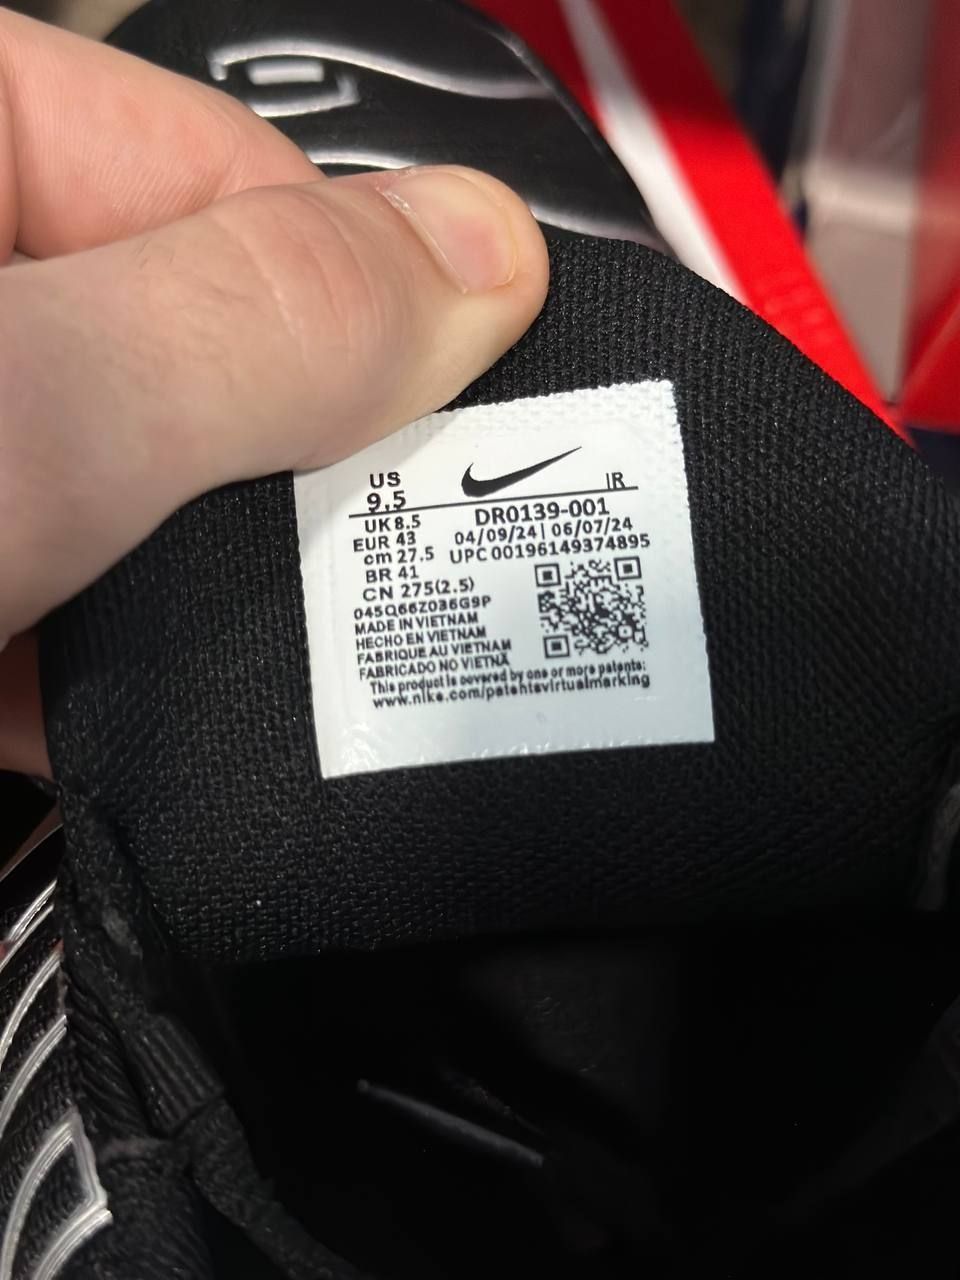 US
9.5
IR
UK 8.5
EUR 43
cm 27.5
BR 41
CN 275(2.5)
DR0139-001
04/09/24| 06/07/24
UPC 00196149374895
045Q66Z036G9P
MADE IN VIETNAM
HECHO EN VIETNAM
FABRIQUE AU VIETNAM
FABRICADO NO VIETNÃ
This product is covered by one or more patents:
www.nike.com/patentsvirtualmarking